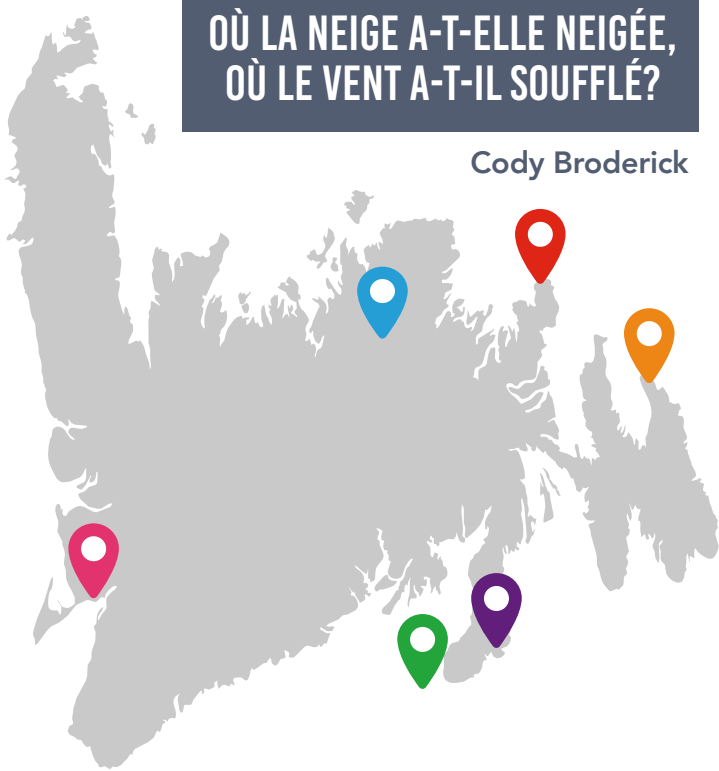 OÙ LA NEIGE A-T-ELLE NEIGÉE,
OÙ LE VENT A-T-IL SOUFFLÉ?
Cody Broderick